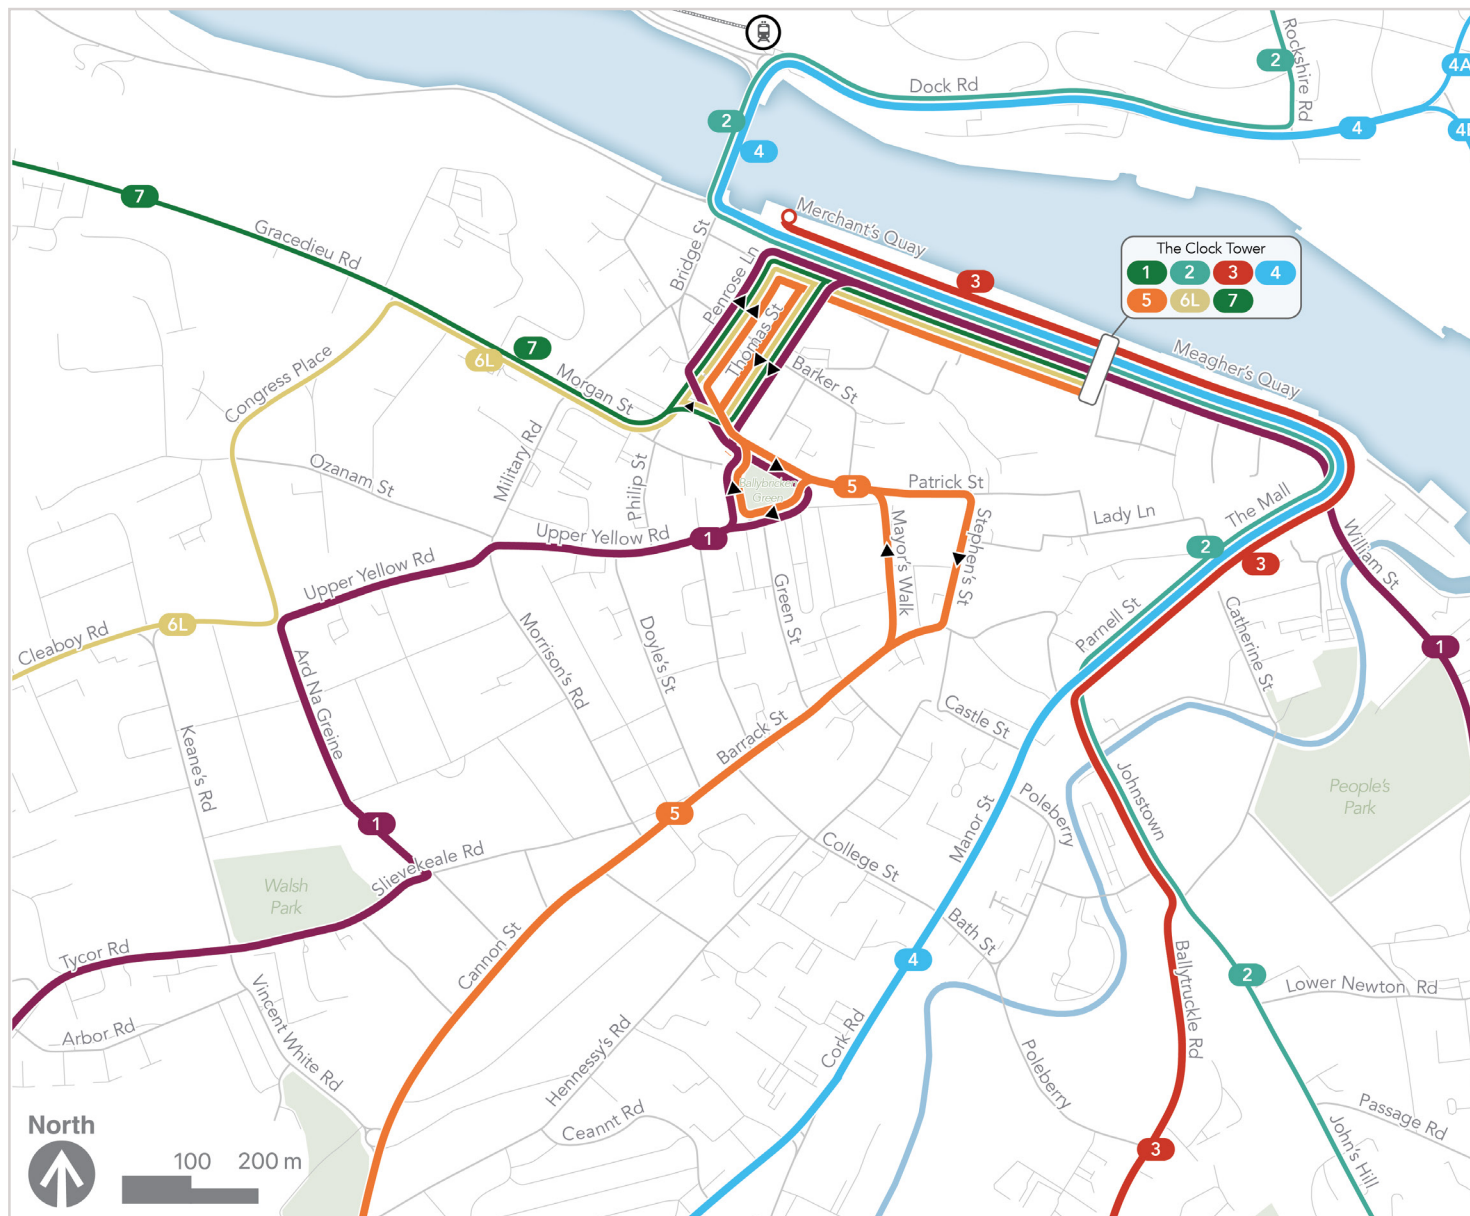 Dock Rd
2
Rockshire Rd
4A
2
4
4
7
Gracedieu Rd
Merchant's Quay
Bridge St
Penrose Ln
3
The Clock Tower
1 2 3 4
5 6L 7
Thomas St
Meagher's Quay
7
6L
Morgan St
Barker St
Congress Place
Ozanam St
Military Rd
Philip St
Ballybricken
Green
5
Patrick St
Lady Ln
The Mall
Upper Yellow Rd
1
Upper Yellow Rd
Mayor's Walk
Stephen's St
2
3
William St
Cleaboy Rd
6L
Ard Na Greine
Morrison's Rd
Doyle's St
Green St
Parnell St
Catherine St
1
Keane's Rd
Barrack St
Castle St
5
1
Manor St
Poleberry
Johnstown
People's
Park
Walsh
Park
Slievekeale Rd
College St
Bath St
Tycor Rd
Cannon St
4
Ballytruckle Rd
2
Lower Newton Rd
Arbor Rd
Vincent White Rd
Hennessy's Rd
Cork Rd
Poleberry
Ceannt Rd
Passage Rd
3
John's Hill
North
100 200 m